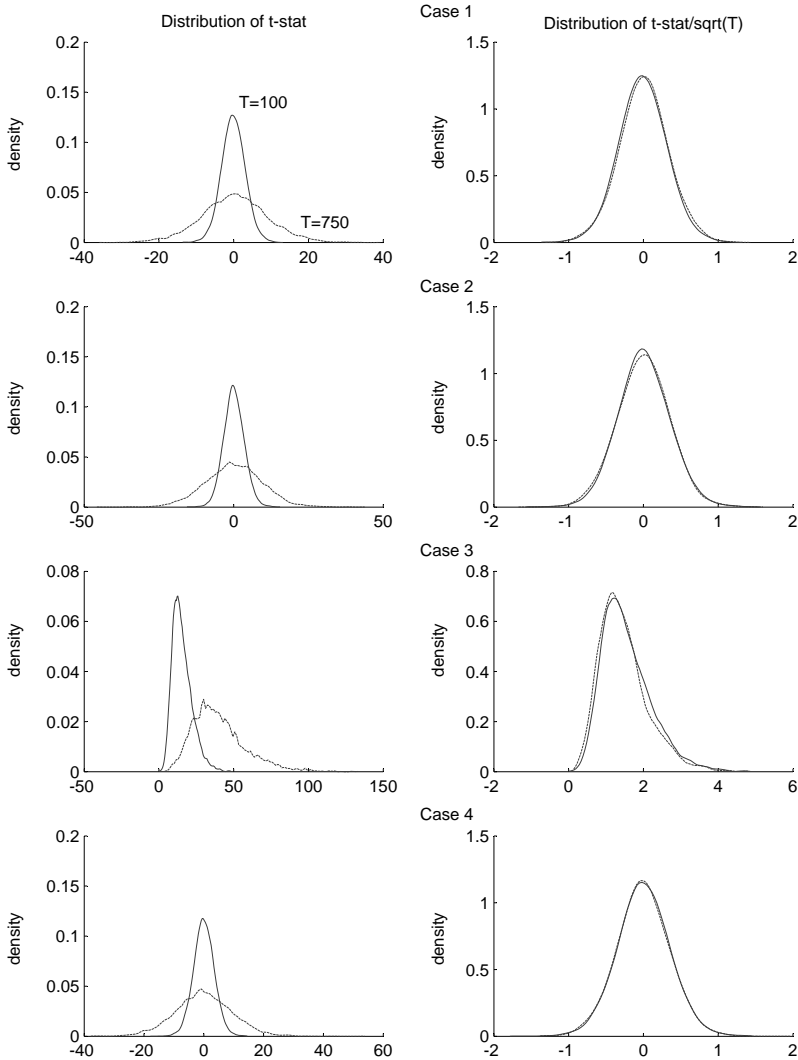 Case 1
Distribution of t-stat
Distribution of t-stat/sqrt(T)
0.2
0.15
0.1
0.05
0
density
T=100
T=750
-40 -20 0 20 40
1.5
1
0.5
0
density
-2 -1 0 1 2
Case 2
0.2
0.15
0.1
0.05
0
density
-50 0 50
1.5
1
0.5
0
density
-2 -1 0 1 2
Case 3
0.08
0.06
0.04
0.02
0
density
-50 0 50 100 150
0.8
0.6
0.4
0.2
0
density
-2 0 2 4 6
Case 4
0.2
0.15
0.1
0.05
0
density
-40 -20 0 20 40 60
1.5
1
0.5
0
density
-2 -1 0 1 2